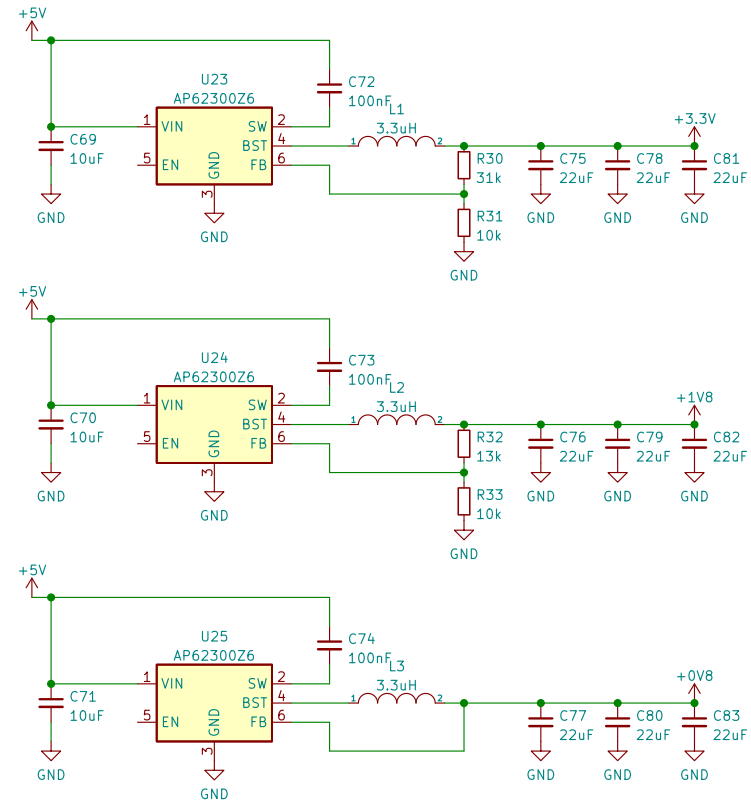 +5V
U23
AP62300Z6
C72
100nF
L1
3.3uH
+3.3V
1
VIN
SW
2
BST
4
1
2
C69
10uF
5
EN
GND
FB
6
R30
31k
C75
22uF
C78
22uF
C81
22uF
3
GND
GND
R31
10k
GND
GND
GND
GND
+5V
U24
AP62300Z6
C73
100nF
L2
3.3uH
+1V8
1
VIN
SW
2
BST
4
1
2
C70
10uF
5
EN
GND
FB
6
R32
13k
C76
22uF
C79
22uF
C82
22uF
3
GND
GND
R33
10k
GND
GND
GND
GND
+5V
U25
AP62300Z6
C74
100nF
L3
3.3uH
+0V8
1
VIN
SW
2
BST
4
1
2
C71
10uF
5
EN
GND
FB
6
C77
22uF
C80
22uF
C83
22uF
3
GND
GND
GND
GND
GND